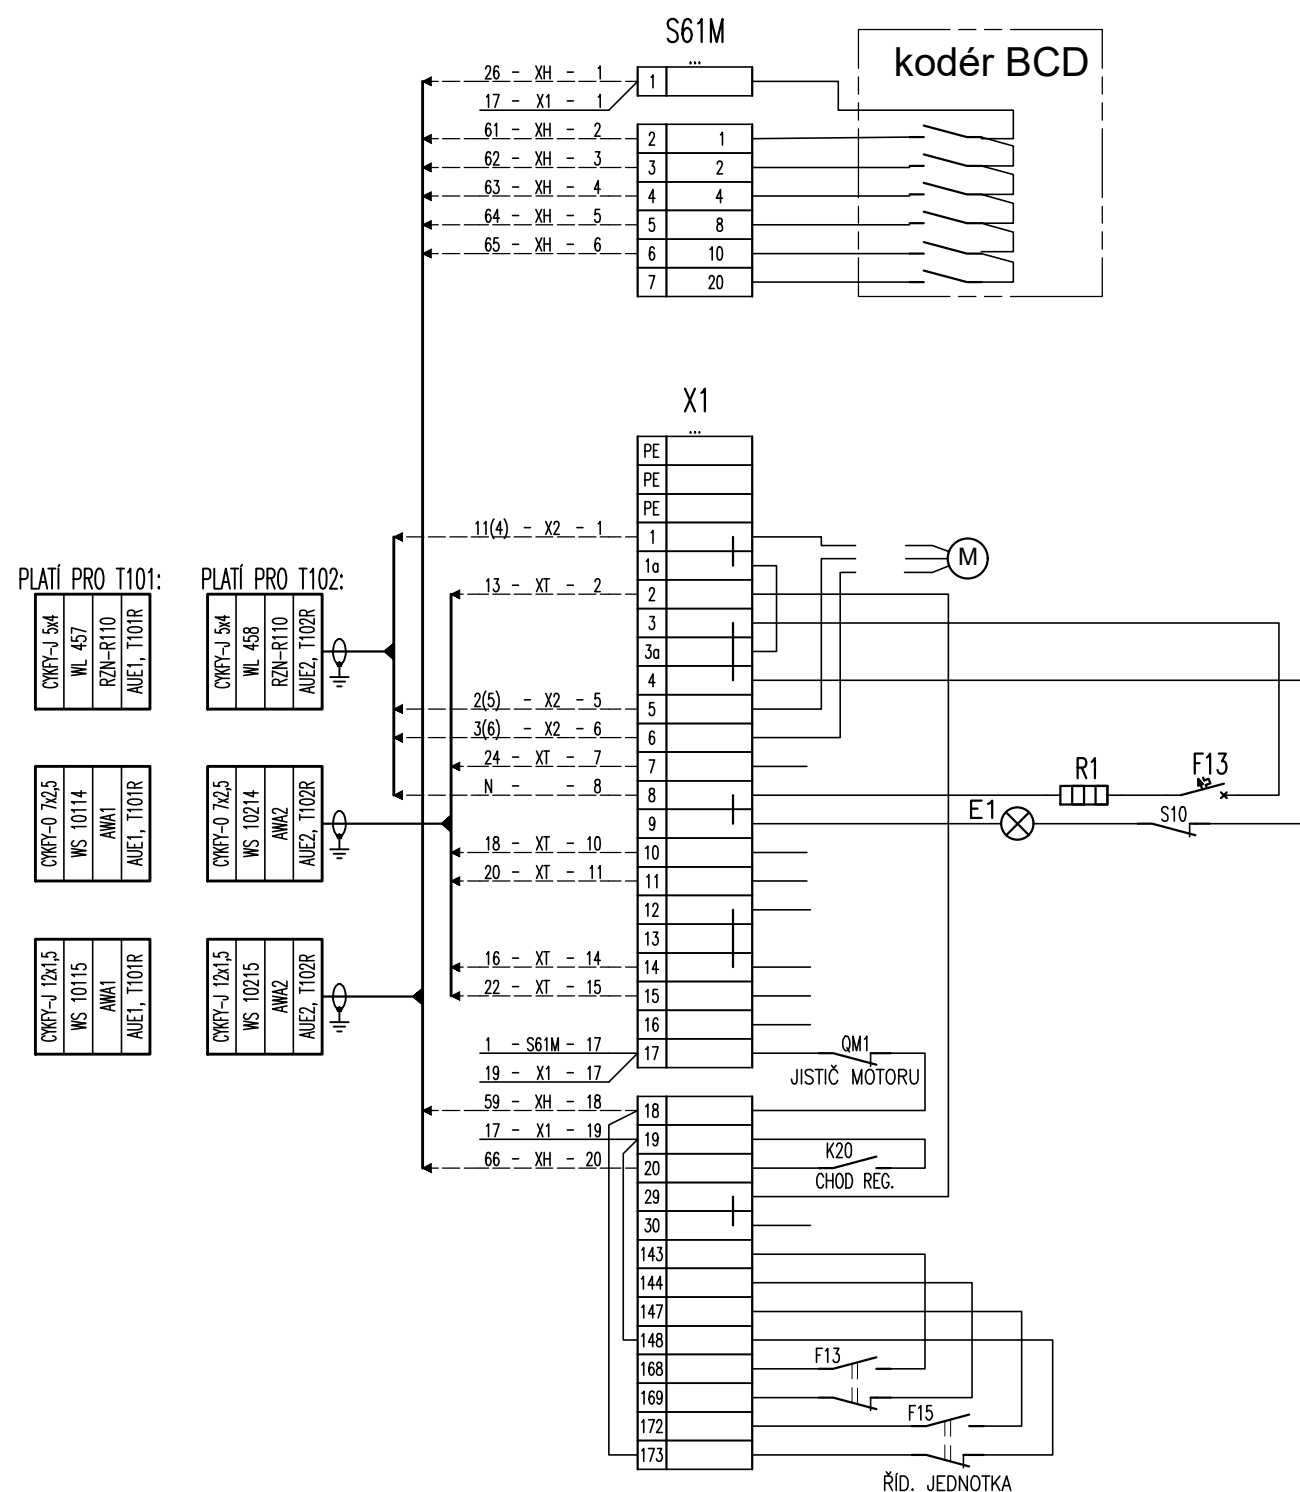 S61M
...
kodér BCD
26 - XH - 1
1
17 - X1 - 1
61 - XH - 2
2 1
62 - XH - 3
3 2
63 - XH - 4
4 4
64 - XH - 5
5 8
65 - XH - 6
6 10
7 20
X1
...
PE
PE
PE
11(4) - X2 - 1
1
M
1a
PLATÍ PRO T101:
PLATÍ PRO T102:
13 - XT - 2
2
3
3a
4
CYKFY-J 5x4
WL 457
RZN-R110
AUE1, T101R
CYKFY-J 5x4
WL 458
RZN-R110
AUE2, T102R
2(5) - X2 - 5
5
3(6) - X2 - 6
6
24 - XT - 7
7
R1
F13
N - - 8
8
E1
S10
9
CYKFY-O 7x2,5
WS 10114
AWA1
AUE1, T101R
CYKFY-O 7x2,5
WS 10214
AWA2
AUE2, T102R
18 - XT - 10
10
20 - XT - 11
11
12
13
16 - XT - 14
14
22 - XT - 15
15
16
CYKFY-J 12x1,5
WS 10115
AWA1
AUE1, T101R
CYKFY-J 12x1,5
WS 10215
AWA2
AUE2, T102R
1 - S61M - 17
17
QM1
JISTIČ MOTORU
19 - X1 - 17
59 - XH - 18
18
17 - X1 - 19
19
K20
66 - XH - 20
20
CHOD REG.
29
30
143
144
147
148
F13
168
169
F15
172
173
ŘÍD. JEDNOTKA